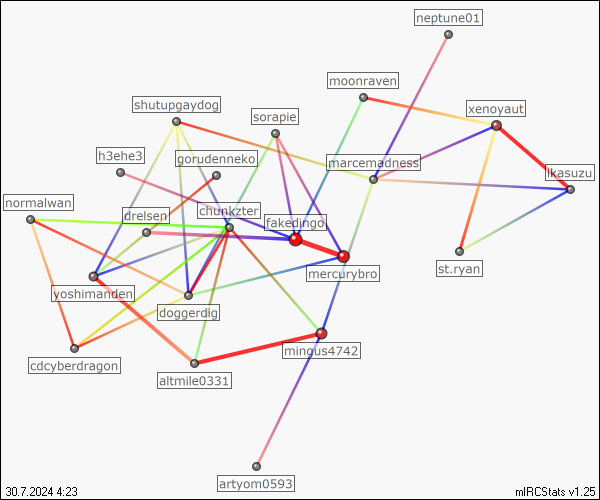 neptune01
moonraven
shutupgaydog
xenoyaut
sorapie
h3ehe3
gorudenneko
marcemadness
ikasuzu
normalwan
drelsen
chunkzter
fakedingo
mercurybro
st.ryan
yoshimanden
doggerdig
mingus4742
cdcyberdragon
altmile0331
artyom0593
30.7.2024 4:23
mIRCStats v1.25